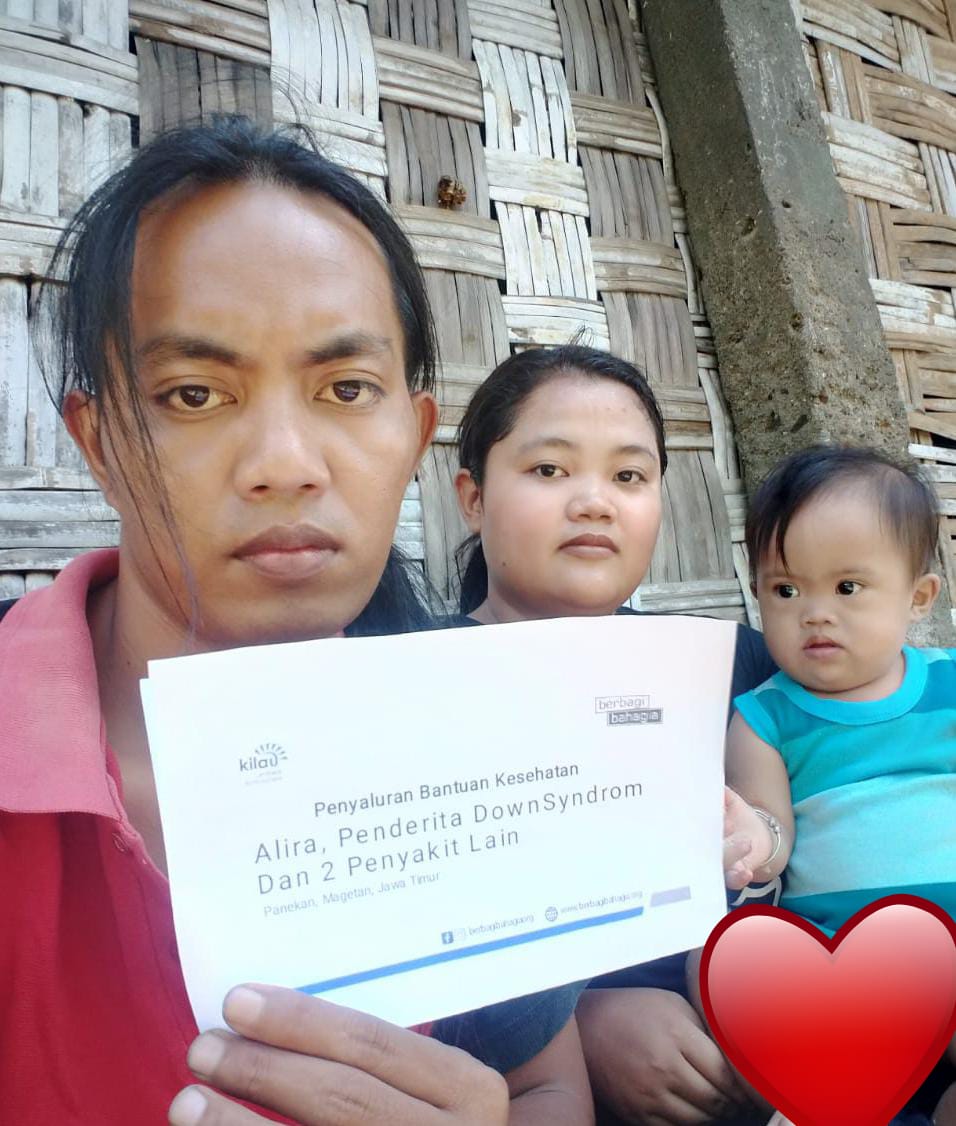 berbagi
bahagia
kilau
Penyaluran Bantuan Kesehatan
Alira, Penderita DownSyndrom
Dan 2 Penyakit Lain
Panekan, Magetan, Jawa Timur
berbagibahagiaorg www.berbagibahagia.org